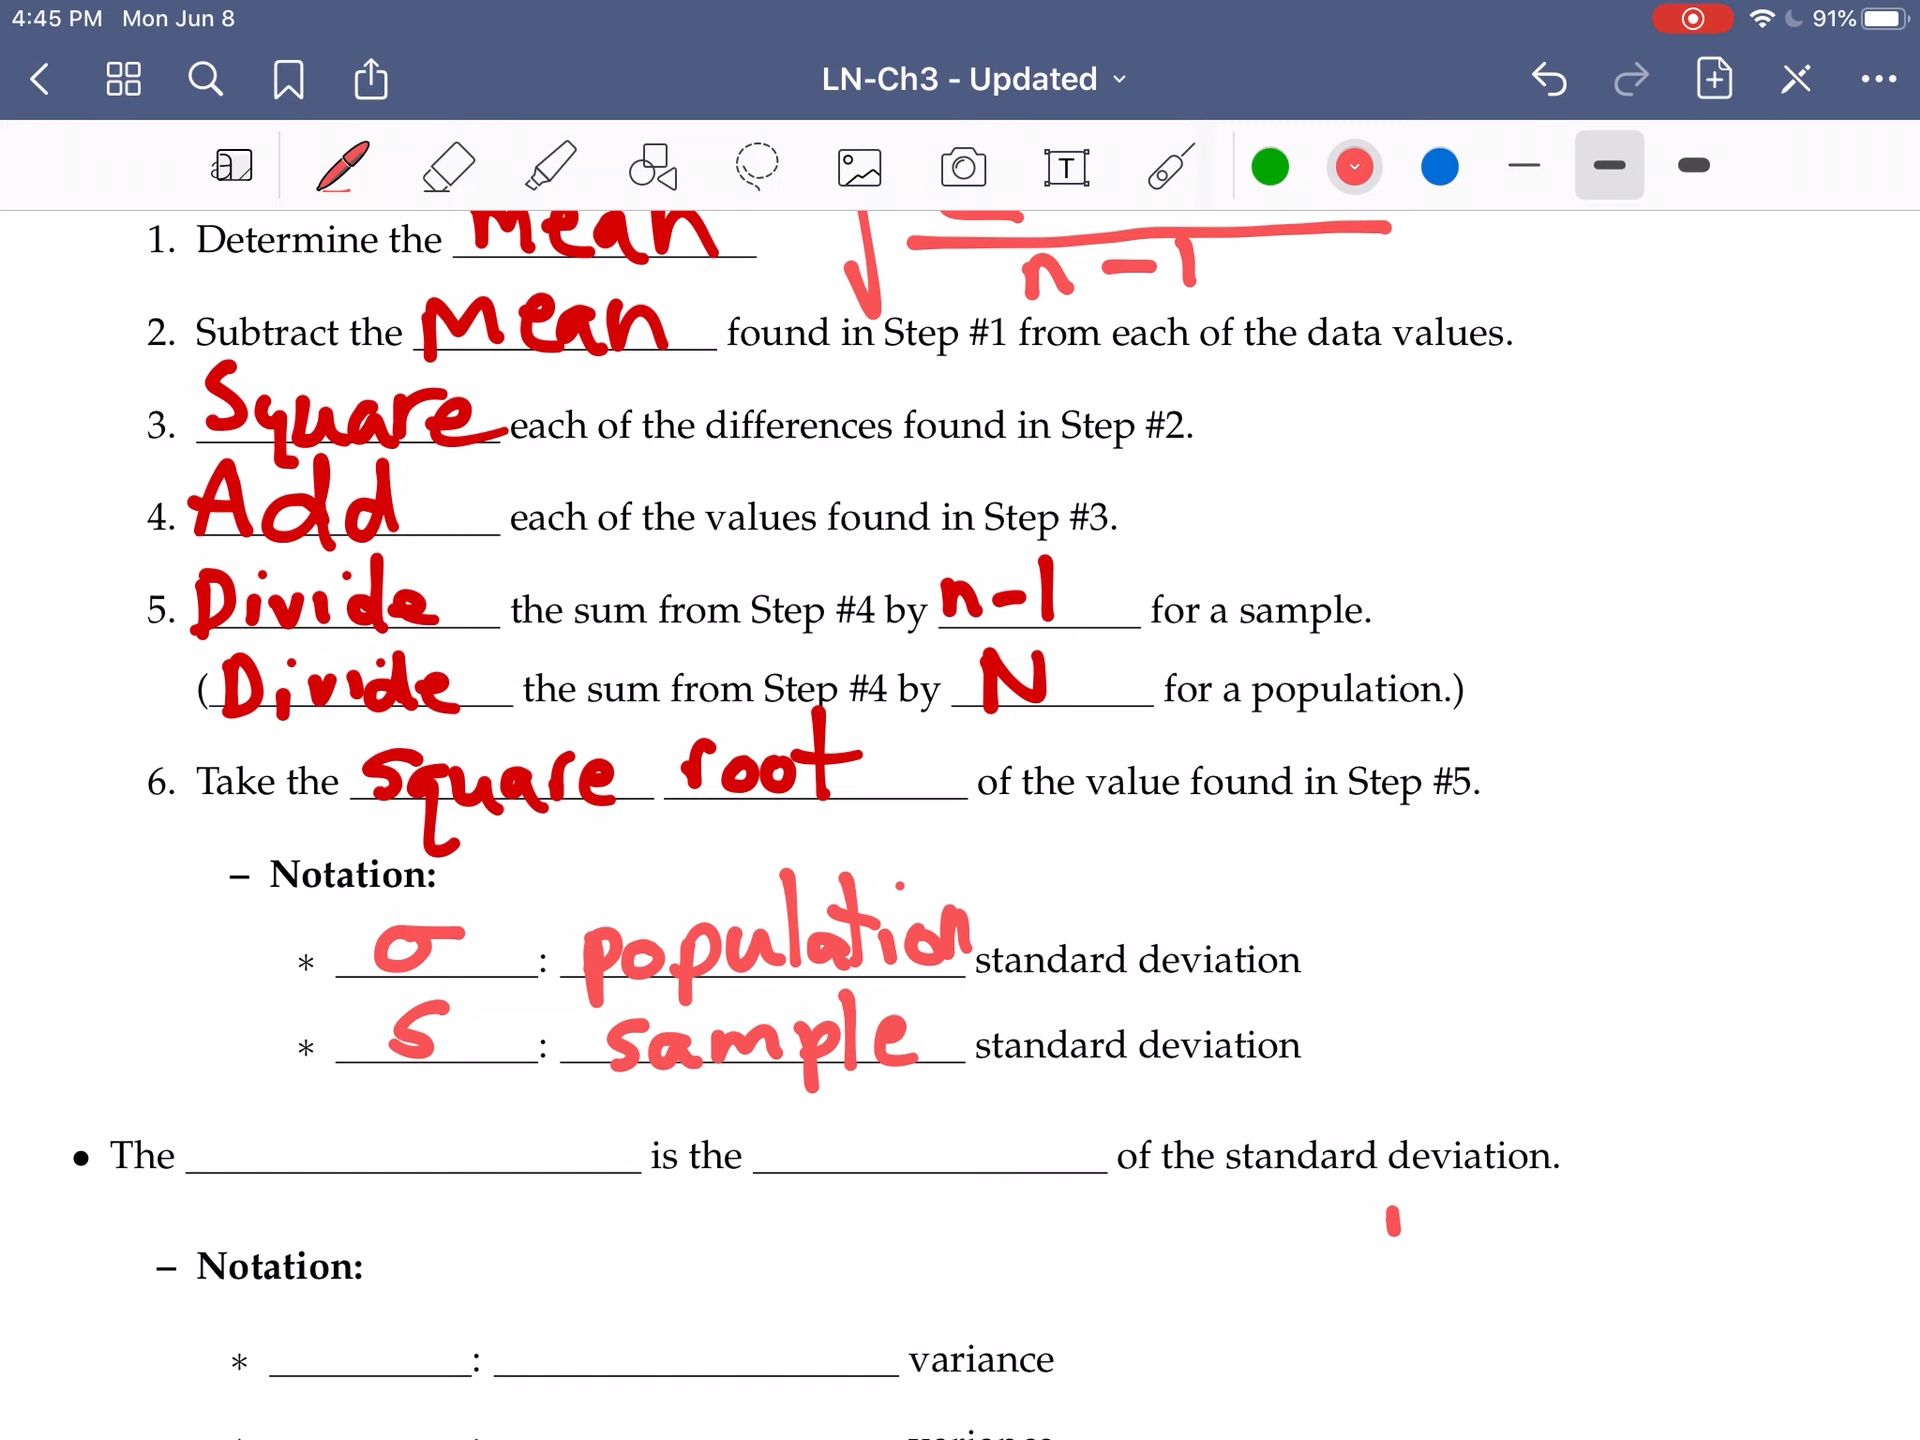 4:45 PM Mon Jun 8 91%
LN-Ch3 - Updated
T
1. Determine the Mean
n - 1
2. Subtract the Mean found in Step #1 from each of the data values.
3. Square each of the differences found in Step #2.
4. Add each of the values found in Step #3.
5. Divide the sum from Step #4 by n-1 for a sample.
(Divide the sum from Step #4 by N for a population.)
6. Take the square root of the value found in Step #5.
– Notation:
* σ : population standard deviation
* s : sample standard deviation
• The ______ is the ______ of the standard deviation.
– Notation:
* ______ : ______ variance